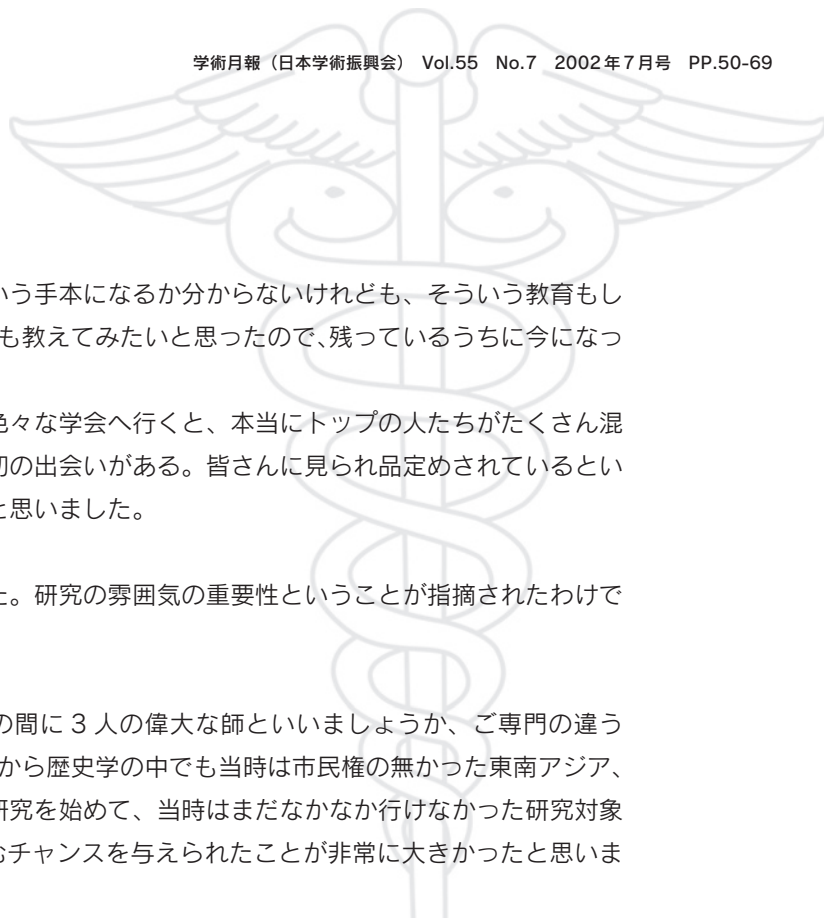 学術月報（日本学術振興会） Vol.55 No.7 2002年7月号 PP.50-69
いう手本になるか分からないけれども、そういう教育もし
も教えてみたいと思ったので、残っているうちに今になっ
色々な学会へ行くと、本当にトップの人たちがたくさん混
初の出会いがある。皆さんに見られ品定めされているとい
と思いました。
た。研究の雰囲気の重要性ということが指摘されたわけで
の間に３人の偉大な師といいましょうか、ご専門の違う
から歴史学の中でも当時は市民権の無かった東南アジア、
研究を始めて、当時はまだなかなか行けなかった研究対象
むチャンスを与えられたことが非常に大きかったと思いま